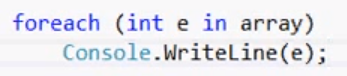 foreach (int e in array)
    Console.WriteLine(e);